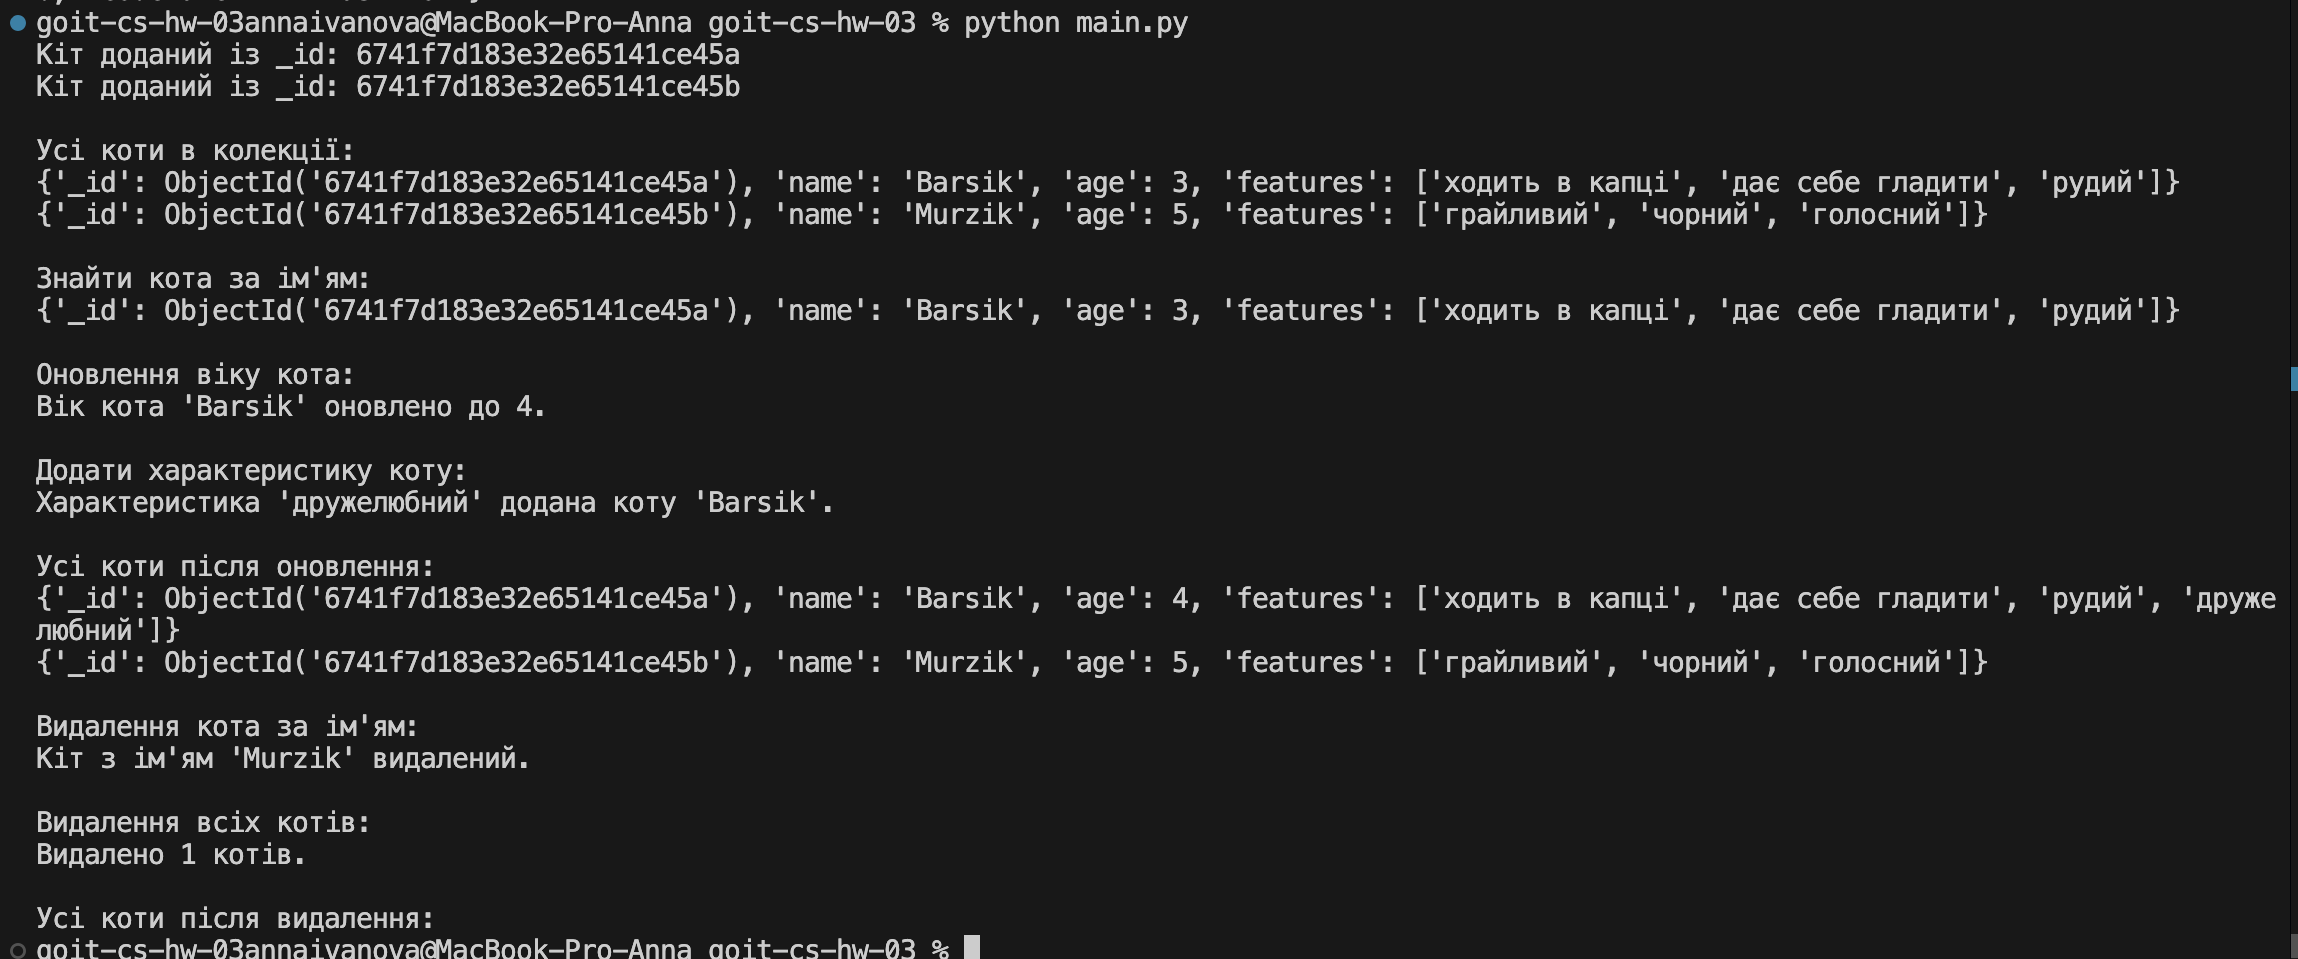 goit-cs-hw-03annaivanova@MacBook-Pro-Anna goit-cs-hw-03 % python main.py
Кіт доданий із _id: 6741f7d183e32e65141ce45a
Кіт доданий із _id: 6741f7d183e32e65141ce45b
Усі коти в колекції:
{'_id': ObjectId('6741f7d183e32e65141ce45a'), 'name': 'Barsik', 'age': 3, 'features': ['ходить в капці', 'дає себе гладити', 'рудий']}
{'_id': ObjectId('6741f7d183e32e65141ce45b'), 'name': 'Murzik', 'age': 5, 'features': ['грайливий', 'чорний', 'голосний']}
Знайти кота за ім'ям:
{'_id': ObjectId('6741f7d183e32e65141ce45a'), 'name': 'Barsik', 'age': 3, 'features': ['ходить в капці', 'дає себе гладити', 'рудий']}
Оновлення віку кота:
Вік кота 'Barsik' оновлено до 4.
Додати характеристику коту:
Характеристика 'дружелюбний' додана коту 'Barsik'.
Усі коти після оновлення:
{'_id': ObjectId('6741f7d183e32e65141ce45a'), 'name': 'Barsik', 'age': 4, 'features': ['ходить в капці', 'дає себе гладити', 'рудий', 'друже
любний']}
{'_id': ObjectId('6741f7d183e32e65141ce45b'), 'name': 'Murzik', 'age': 5, 'features': ['грайливий', 'чорний', 'голосний']}
Видалення кота за ім'ям:
Кіт з ім'ям 'Murzik' видалений.
Видалення всіх котів:
Видалено 1 котів.
Усі коти після видалення:
goit-cs-hw-03annaivanova@MacBook-Pro-Anna goit-cs-hw-03 %